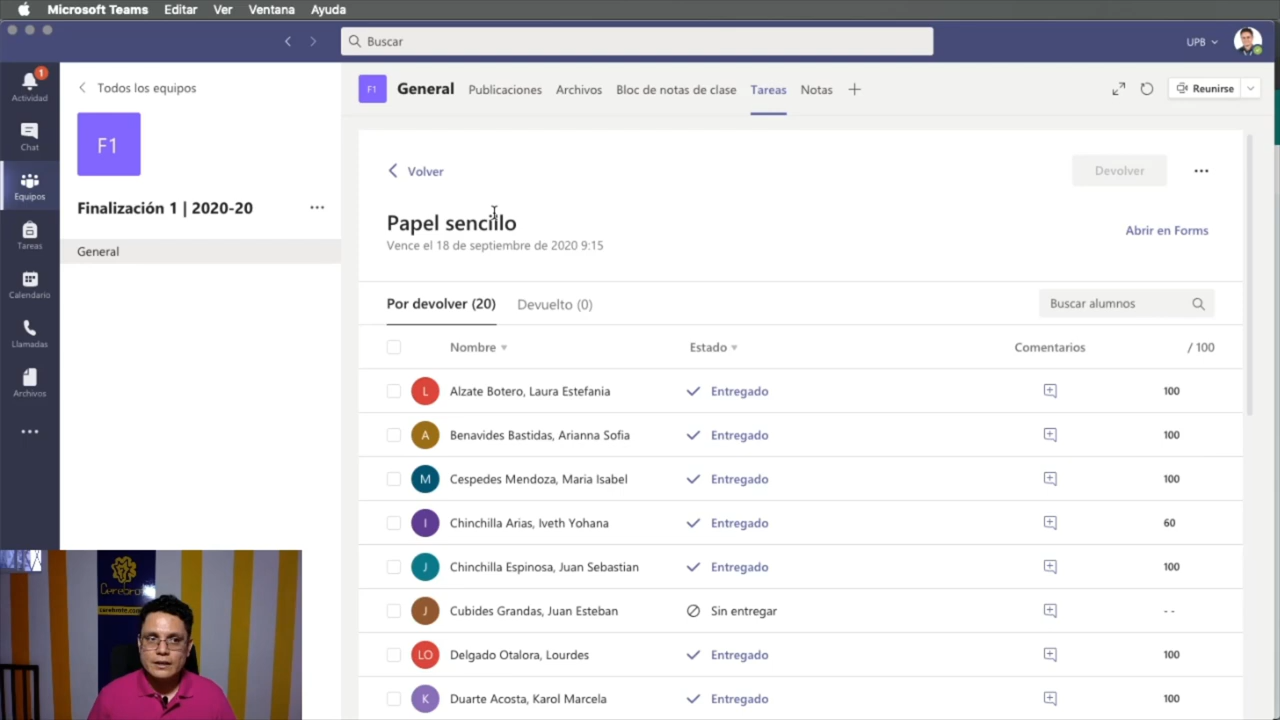 Microsoft Teams Editar Ver Ventana Ayuda
Buscar
UPB
Actividad
1
Chat
Equipos
Tareas
Calendario
Llamadas
Archivos
Todos los equipos
F1
Finalización 1 | 2020-20
General
F1 General Publicaciones Archivos Bloc de notas de clase Tareas Notas
Reunirse
Volver
Devolver
Papel sencillo
Vence el 18 de septiembre de 2020 9:15
Abrir en Forms
Por devolver (20) Devuelto (0)
Buscar alumnos
Nombre Estado Comentarios / 100
L Alzate Botero, Laura Estefania Entregado 100
A Benavides Bastidas, Arianna Sofia Entregado 100
M Cespedes Mendoza, Maria Isabel Entregado 100
I Chinchilla Arias, Iveth Yohana Entregado 60
J Chinchilla Espinosa, Juan Sebastian Entregado 100
J Cubides Grandas, Juan Esteban Sin entregar - -
LO Delgado Otalora, Lourdes Entregado 100
K Duarte Acosta, Karol Marcela Entregado 100